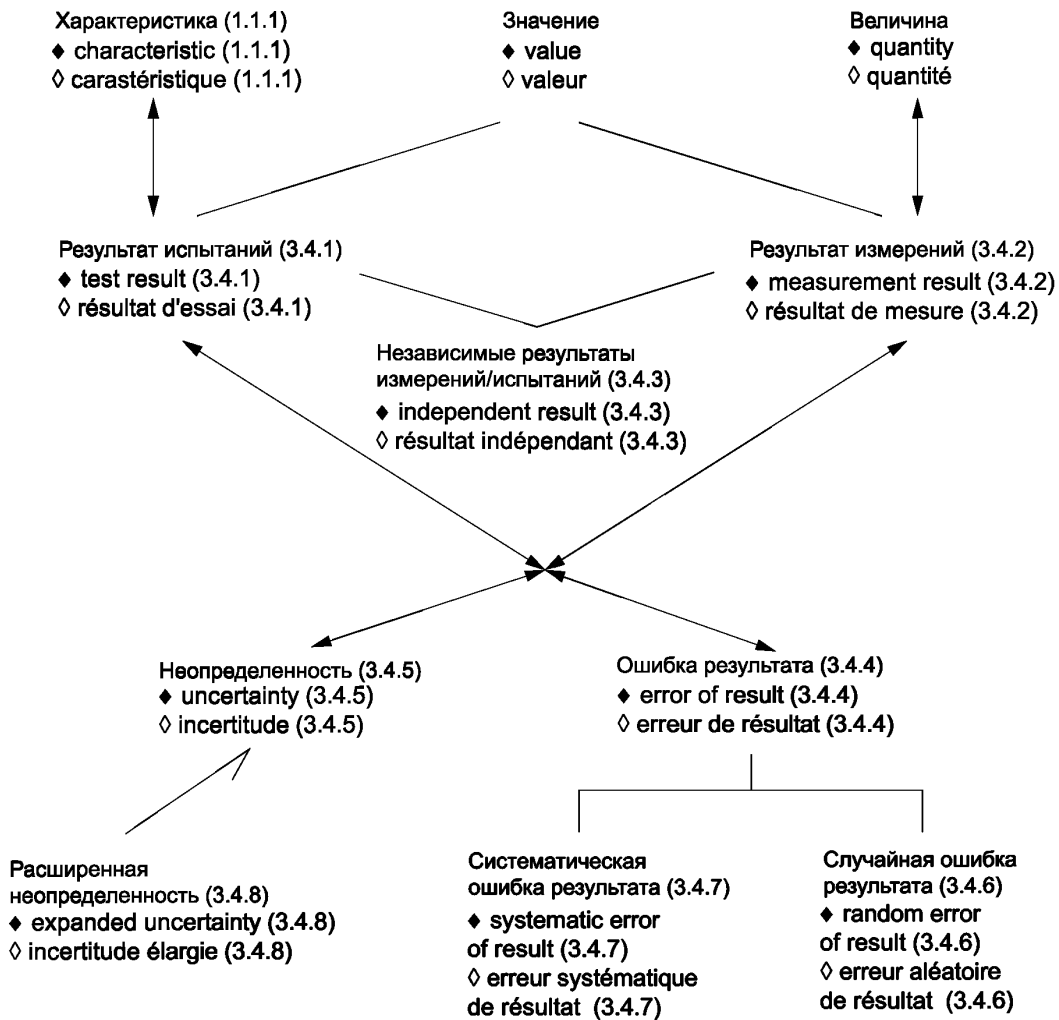 Характеристика (1.1.1)
♦ characteristic (1.1.1)
◊ carastéristique (1.1.1)
Значение
♦ value
◊ valeur
Величина
♦ quantity
◊ quantité
Результат испытаний (3.4.1)
♦ test result (3.4.1)
◊ résultat d'essai (3.4.1)
Результат измерений (3.4.2)
♦ measurement result (3.4.2)
◊ résultat de mesure (3.4.2)
Независимые результаты
измерений/испытаний (3.4.3)
♦ independent result (3.4.3)
◊ résultat indépendant (3.4.3)
Неопределенность (3.4.5)
♦ uncertainty (3.4.5)
◊ incertitude (3.4.5)
Ошибка результата (3.4.4)
♦ error of result (3.4.4)
◊ erreur de résultat (3.4.4)
Расширенная
неопределенность (3.4.8)
♦ expanded uncertainty (3.4.8)
◊ incertitude élargie (3.4.8)
Систематическая
ошибка результата (3.4.7)
♦ systematic error
of result (3.4.7)
◊ erreur systématique
de résultat (3.4.7)
Случайная ошибка
результата (3.4.6)
♦ random error
of result (3.4.6)
◊ erreur aléatoire
de résultat (3.4.6)